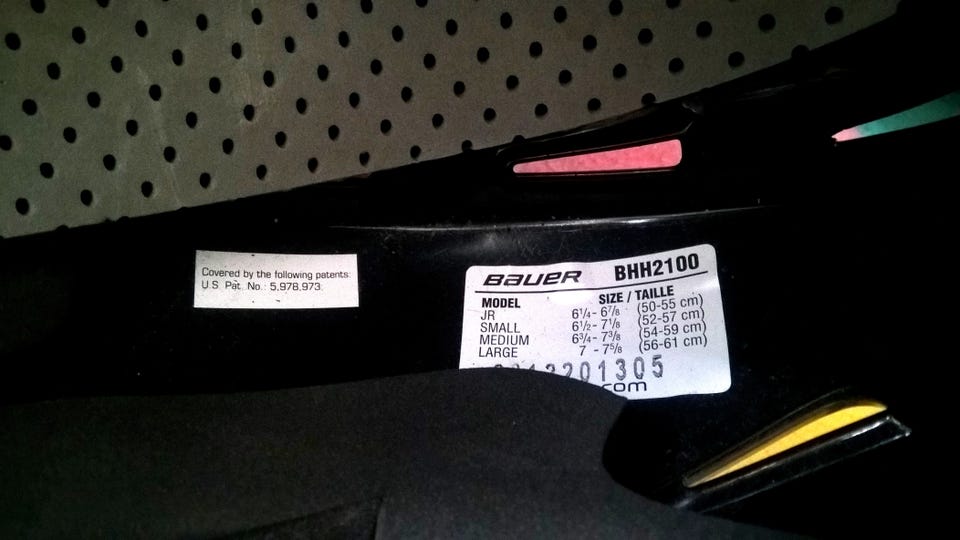 Covered by the following patents:
U.S. Pat. No.: 5,978,973.
BAUER BHH2100
MODEL SIZE / TAILLE
JR 6¼ - 6⅞ (50-55 cm)
SMALL 6½ - 7⅛ (52-57 cm)
MEDIUM 6¾ - 7⅜ (54-59 cm)
LARGE 7 - 7⅝ (56-61 cm)
201305
.com